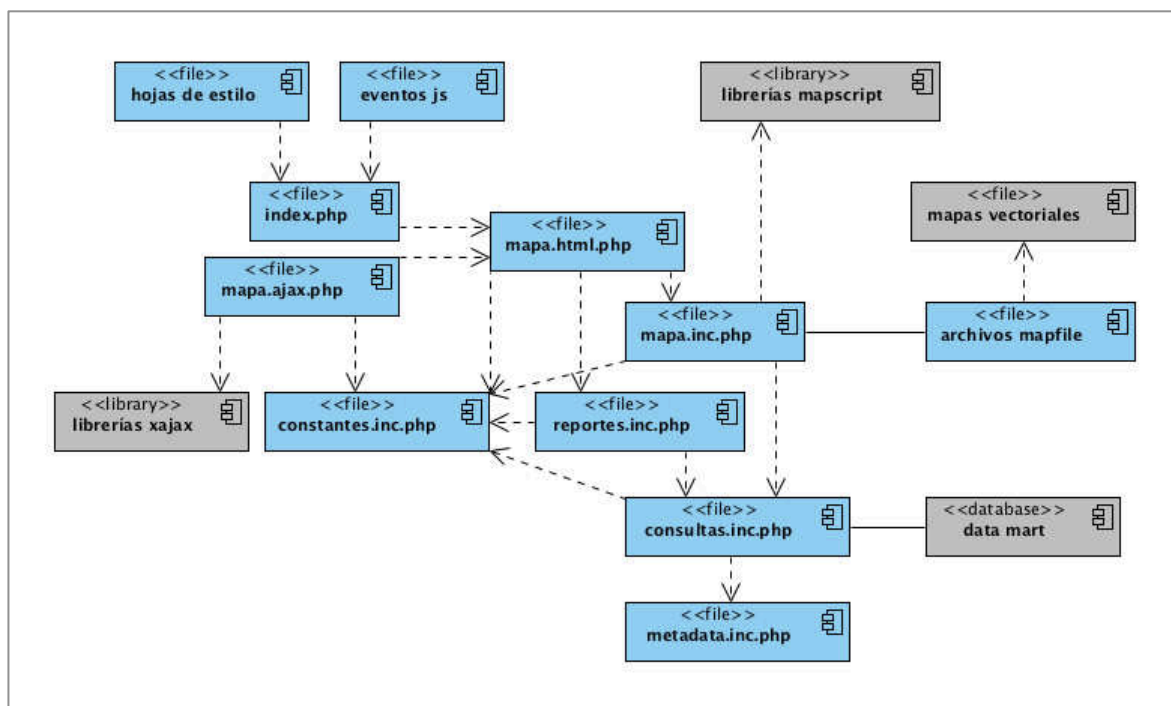 <<file>>
hojas de estilo
<<file>>
eventos js
<<library>>
librerías mapscript
<<file>>
index.php
<<file>>
mapas vectoriales
<<file>>
mapa.html.php
<<file>>
mapa.ajax.php
<<file>>
mapa.inc.php
<<file>>
archivos mapfile
<<library>>
librerías xajax
<<file>>
constantes.inc.php
<<file>>
reportes.inc.php
<<file>>
consultas.inc.php
<<database>>
data mart
<<file>>
metadata.inc.php